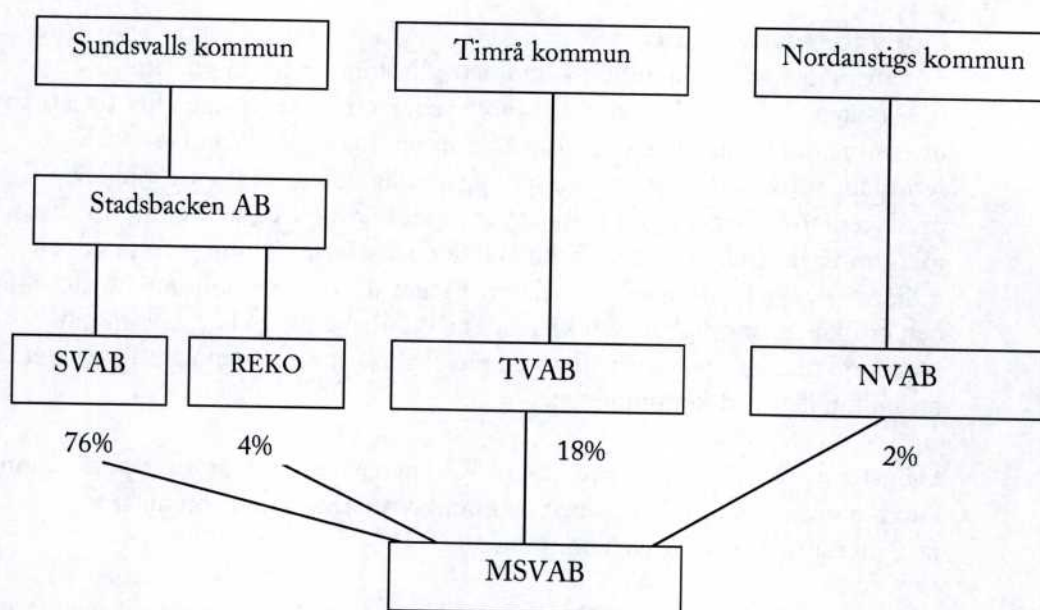 Sundsvalls kommun
Timrå kommun
Nordanstigs kommun
Stadsbacken AB
SVAB
REKO
TVAB
NVAB
76%
4%
18%
2%
MSVAB